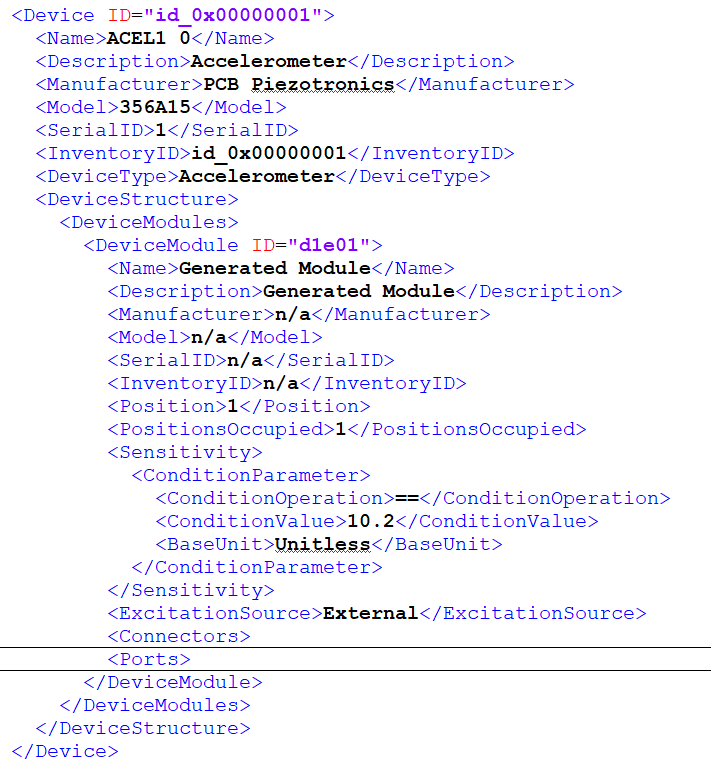 <Device ID="id_0x00000001">
<Name>ACEL1 0</Name>
<Description>Accelerometer</Description>
<Manufacturer>PCB Piezotronics</Manufacturer>
<Model>356A15</Model>
<SerialID>1</SerialID>
<InventoryID>id_0x00000001</InventoryID>
<DeviceType>Accelerometer</DeviceType>
<DeviceStructure>
<DeviceModules>
<DeviceModule ID="d1e01">
<Name>Generated Module</Name>
<Description>Generated Module</Description>
<Manufacturer>n/a</Manufacturer>
<Model>n/a</Model>
<SerialID>n/a</SerialID>
<InventoryID>n/a</InventoryID>
<Position>1</Position>
<PositionsOccupied>1</PositionsOccupied>
<Sensitivity>
<ConditionParameter>
<ConditionOperation>==</ConditionOperation>
<ConditionValue>10.2</ConditionValue>
<BaseUnit>Unitless</BaseUnit>
</ConditionParameter>
</Sensitivity>
<ExcitationSource>External</ExcitationSource>
<Connectors>
<Ports>
</DeviceModule>
</DeviceModules>
</DeviceStructure>
</Device>